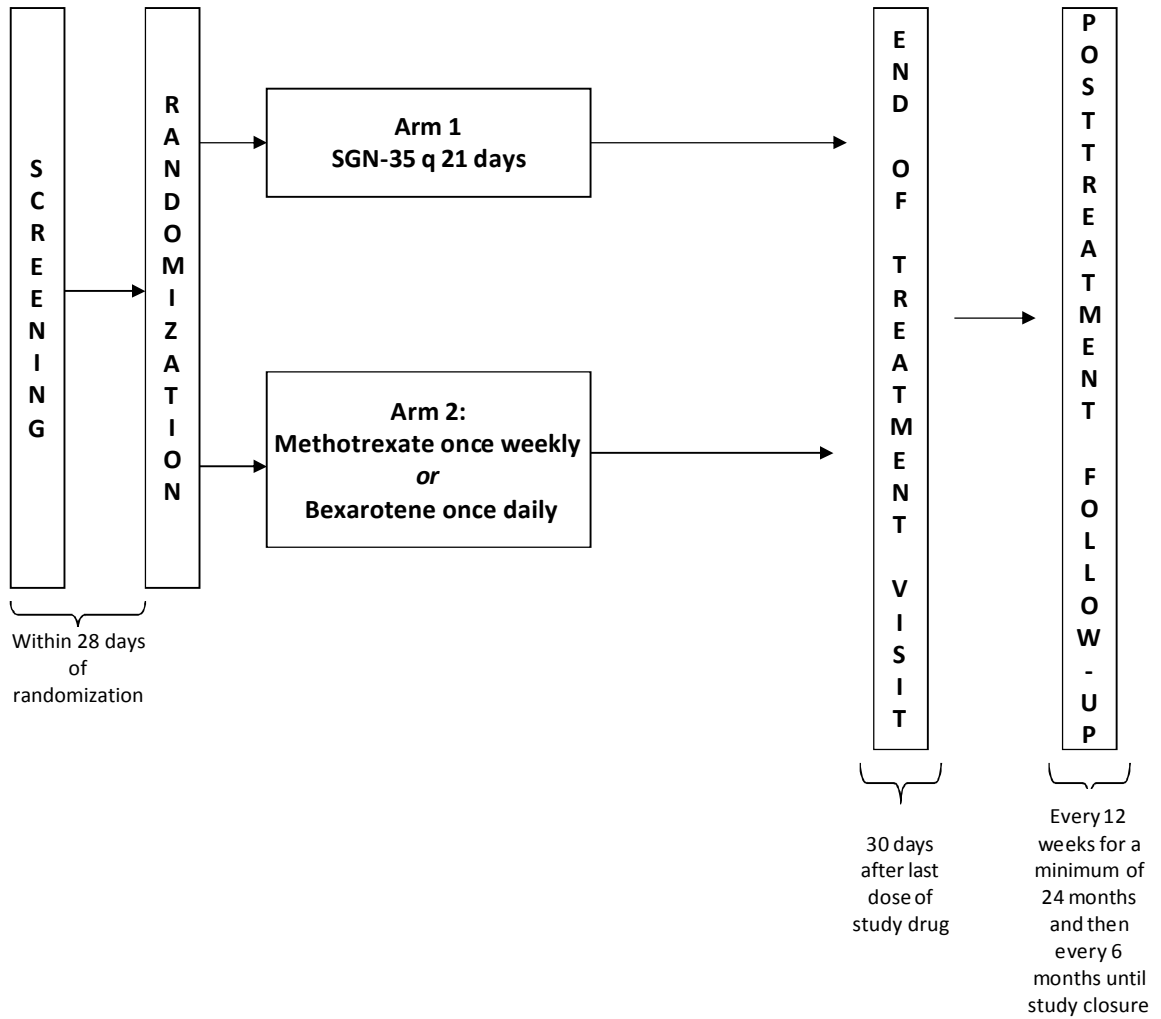 SCREENING
RANDOMIZATION
Arm 1
SGN-35 q 21 days
Arm 2:
Methotrexate once weekly
or
Bexarotene once daily
END OF TREATMENT VISIT
POSTTREATMENT FOLLOW-UP
Within 28 days
of
randomization
30 days
after last
dose of
study drug
Every 12
weeks for a
minimum of
24 months
and then
every 6
months until
study closure